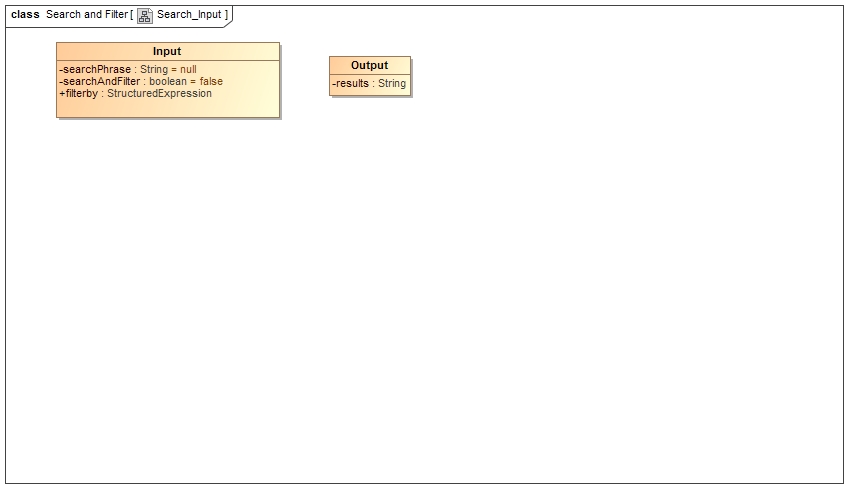 class Search and Filter [ Search_Input ]
Input
-searchPhrase : String = null
-searchAndFilter : boolean = false
+filterby : StructuredExpression
Output
-results : String